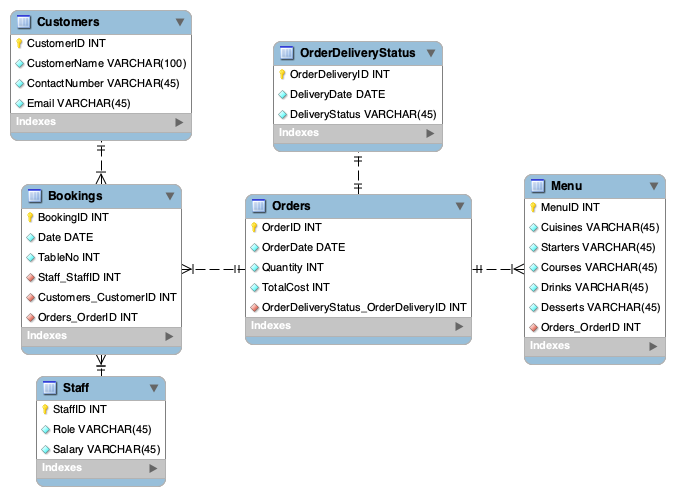 Customers
CustomerID INT
CustomerName VARCHAR(100)
ContactNumber VARCHAR(45)
Email VARCHAR(45)
Indexes
OrderDeliveryStatus
OrderDeliveryID INT
DeliveryDate DATE
DeliveryStatus VARCHAR(45)
Indexes
Bookings
BookingID INT
Date DATE
TableNo INT
Staff_StaffID INT
Customers_CustomerID INT
Orders_OrderID INT
Indexes
Orders
OrderID INT
OrderDate DATE
Quantity INT
TotalCost INT
OrderDeliveryStatus_OrderDeliveryID INT
Indexes
Menu
MenuID INT
Cuisines VARCHAR(45)
Starters VARCHAR(45)
Courses VARCHAR(45)
Drinks VARCHAR(45)
Desserts VARCHAR(45)
Orders_OrderID INT
Indexes
Staff
StaffID INT
Role VARCHAR(45)
Salary VARCHAR(45)
Indexes